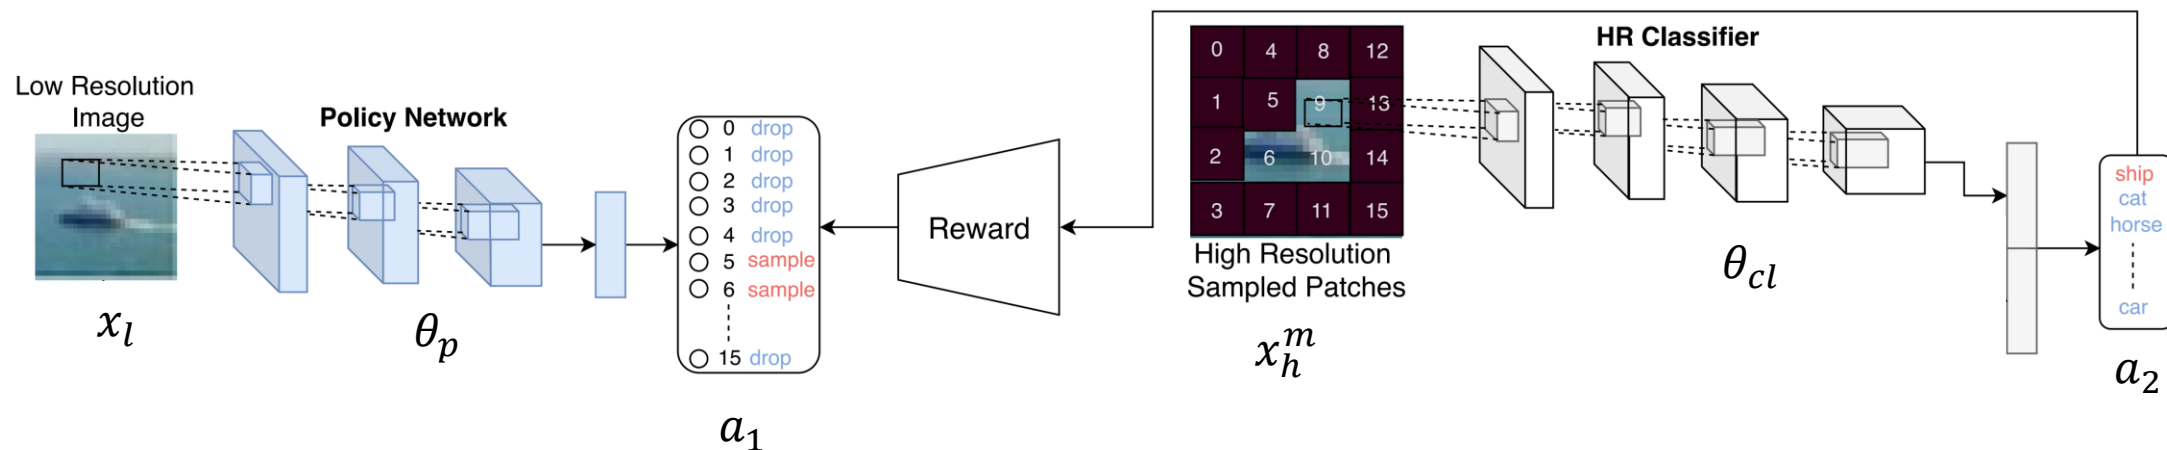 Low Resolution
Image
x_l
Policy Network
θ_p
0 drop
1 drop
2 drop
3 drop
4 drop
5 sample
6 sample
15 drop
a_1
Reward
0 4 8 12
1 5 9 13
2 6 10 14
3 7 11 15
High Resolution
Sampled Patches
x_h^m
HR Classifier
θ_{cl}
ship
cat
horse
car
a_2